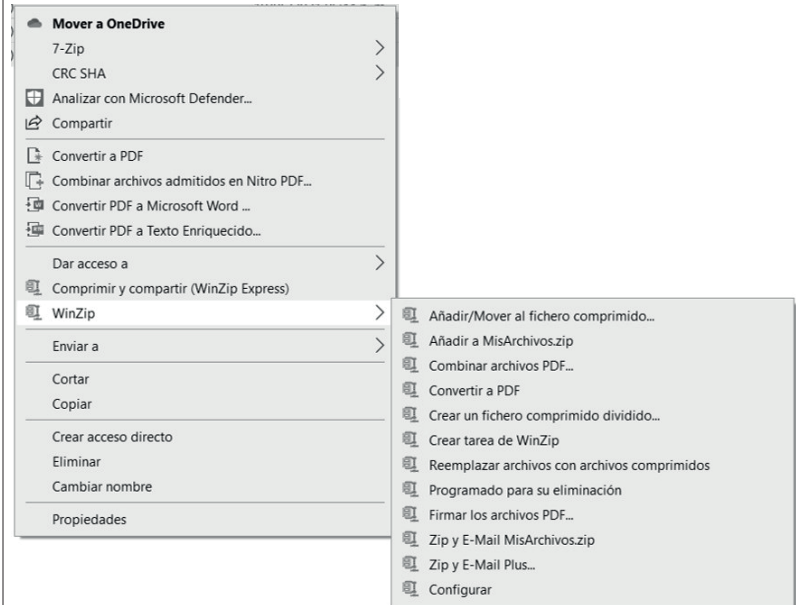 Mover a OneDrive
7-Zip
CRC SHA
Analizar con Microsoft Defender...
Compartir
Convertir a PDF
Combinar archivos admitidos en Nitro PDF...
Convertir PDF a Microsoft Word ...
Convertir PDF a Texto Enriquecido...
Dar acceso a
Comprimir y compartir (WinZip Express)
WinZip
Enviar a
Cortar
Copiar
Crear acceso directo
Eliminar
Cambiar nombre
Propiedades
Añadir/Mover al fichero comprimido...
Añadir a MisArchivos.zip
Combinar archivos PDF...
Convertir a PDF
Crear un fichero comprimido dividido...
Crear tarea de WinZip
Reemplazar archivos con archivos comprimidos
Programado para su eliminación
Firmar los archivos PDF...
Zip y E-Mail MisArchivos.zip
Zip y E-Mail Plus...
Configurar